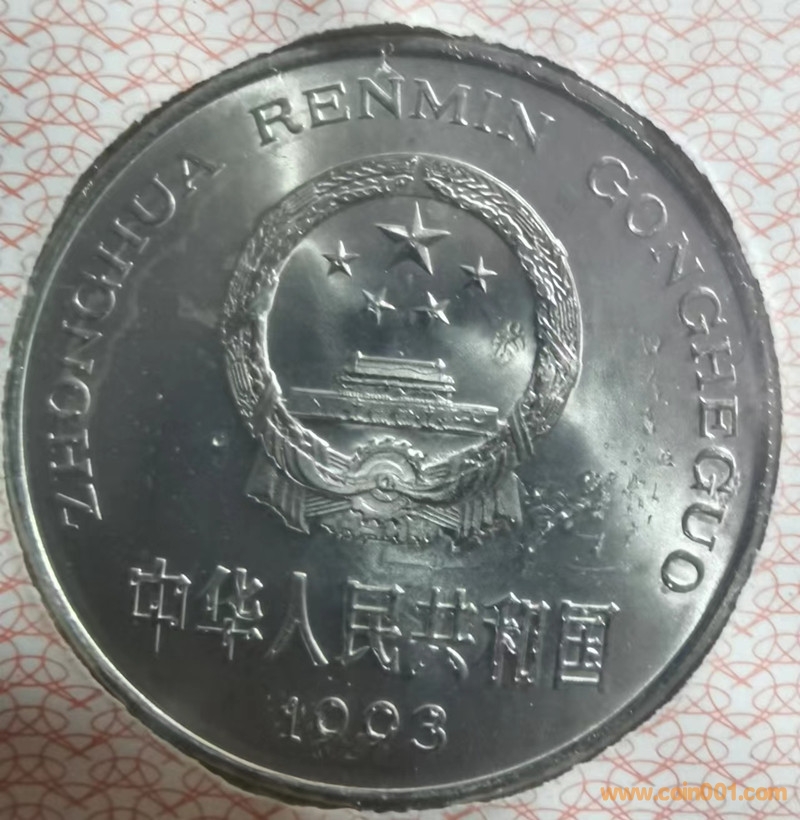 ZHONGHUA RENMIN GONGHEGUO
中华人民共和国
1993
www.coin001.com